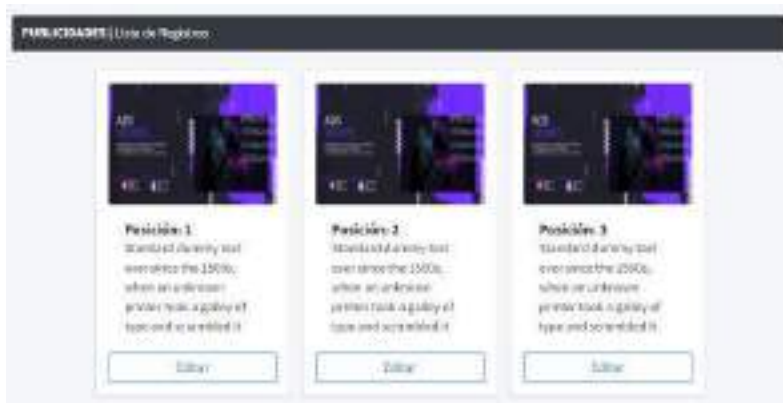 PUBLICIDADES | Lista de Registros
ADS
ADS
ADS
Posición: 1
Standard dummy text
ever since the 1500s,
when an unknown
printer took a galley of
type and scrambled it
Editar
Posición: 2
Standard dummy text
ever since the 1500s,
when an unknown
printer took a galley of
type and scrambled it
Editar
Posición: 3
Standard dummy text
ever since the 1500s,
when an unknown
printer took a galley of
type and scrambled it
Editar